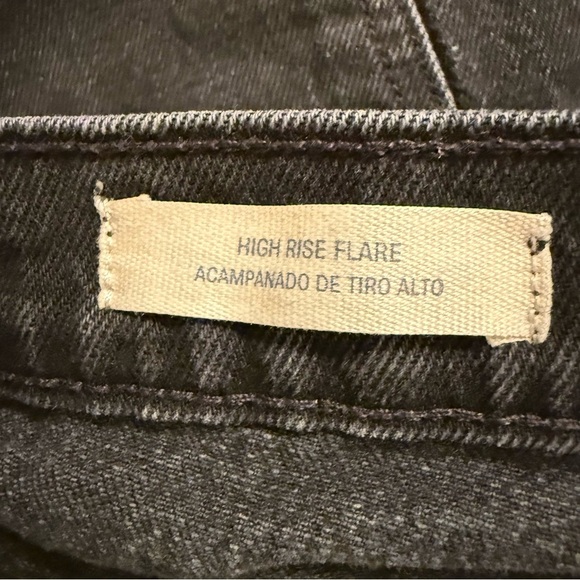 HIGH RISE FLARE
ACAMPANADO DE TIRO ALTO